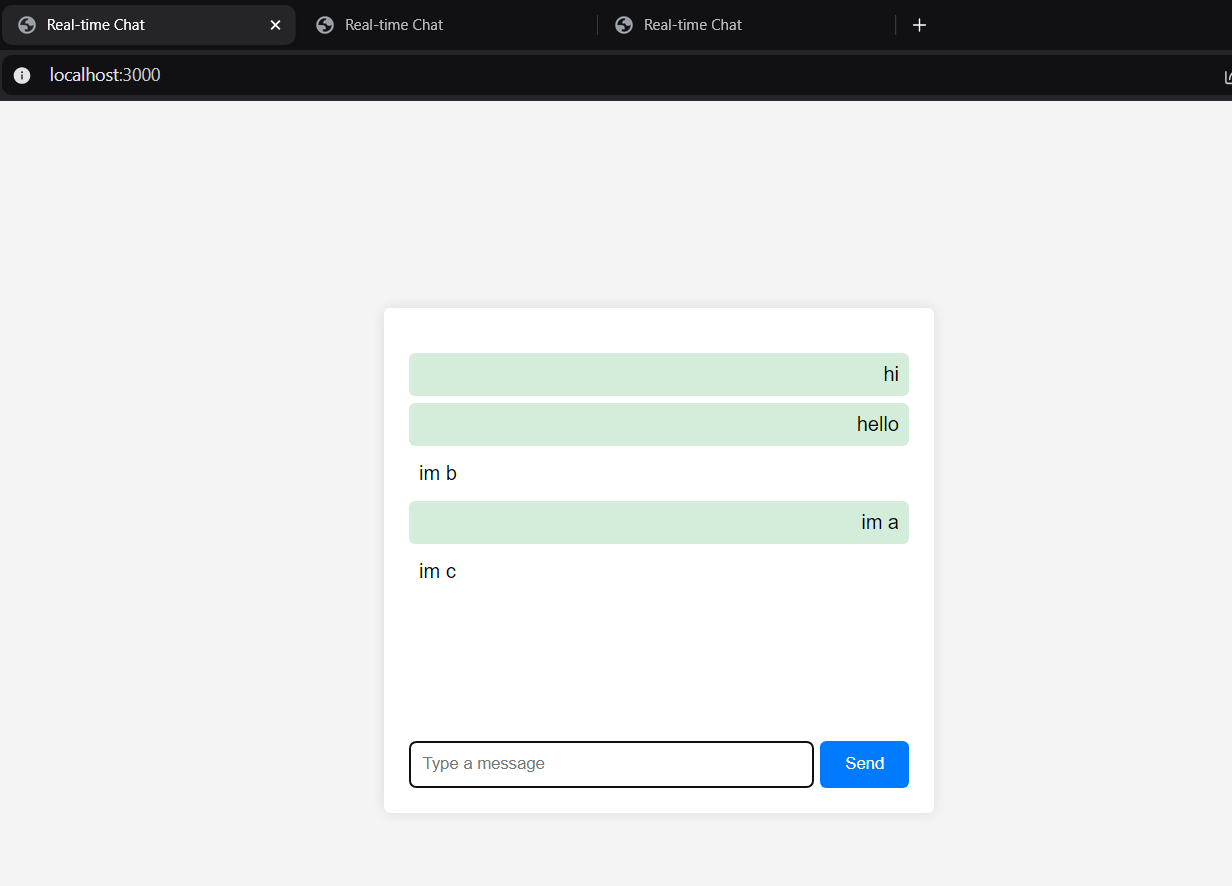 Real-time Chat
Real-time Chat
Real-time Chat
localhost:3000
hi
hello
im b
im a
im c
Type a message
Send